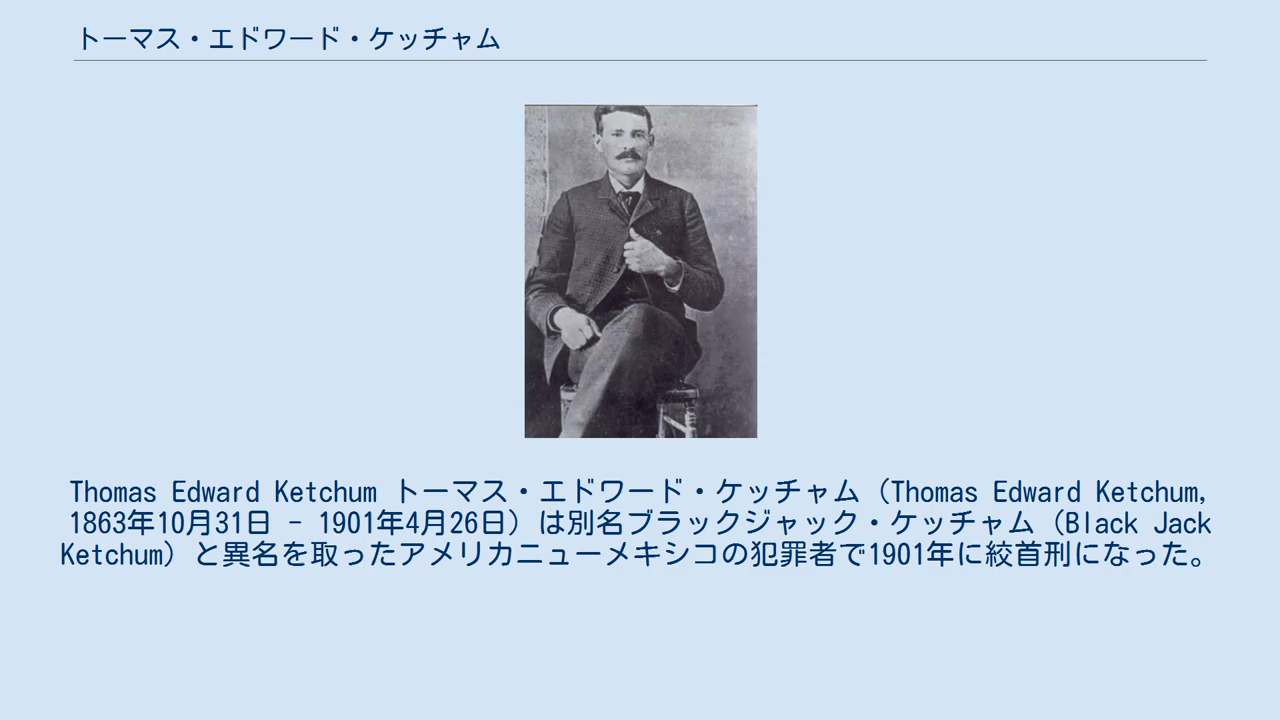 トーマス・エドワード・ケッチャム
Thomas Edward Ketchum トーマス・エドワード・ケッチャム（Thomas Edward Ketchum,
1863年10月31日 - 1901年4月26日）は別名ブラックジャック・ケッチャム（Black Jack
Ketchum）と異名を取ったアメリカニューメキシコの犯罪者で1901年に絞首刑になった。